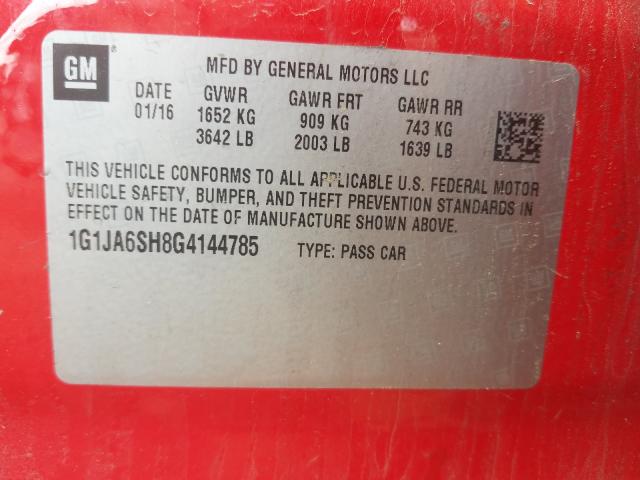 GM
MFD BY GENERAL MOTORS LLC
DATE GVWR GAWR FRT GAWR RR
01/16 1652 KG 909 KG 743 KG
3642 LB 2003 LB 1639 LB
THIS VEHICLE CONFORMS TO ALL APPLICABLE U.S. FEDERAL MOTOR
VEHICLE SAFETY, BUMPER, AND THEFT PREVENTION STANDARDS IN
EFFECT ON THE DATE OF MANUFACTURE SHOWN ABOVE.
1G1JA6SH8G4144785 TYPE: PASS CAR